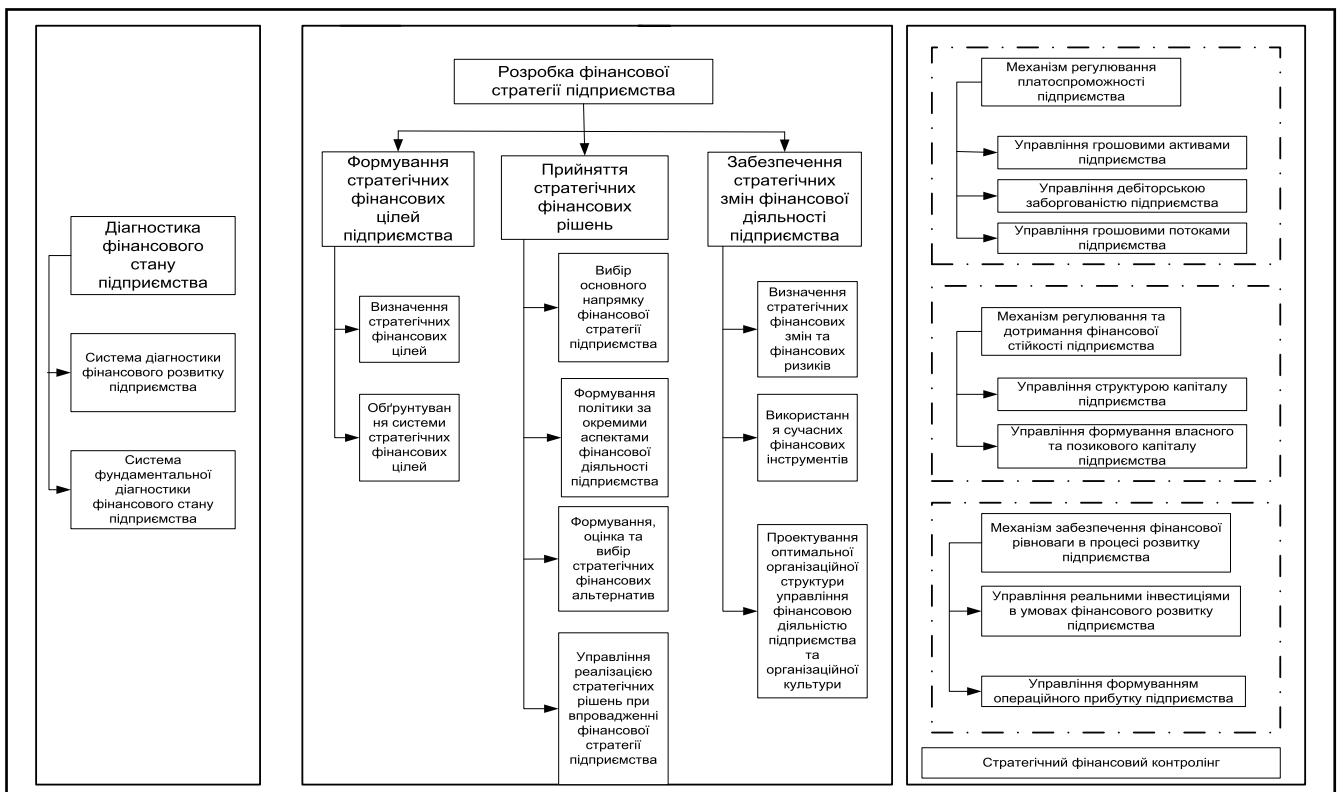 Діагностика
фінансового
стану
підприємства
Система діагностики
фінансового розвитку
підприємства
Система
фундаментальної
діагностики
фінансового стану
підприємства
Розробка фінансової
стратегії підприємства
Формування
стратегічних
фінансових
цілей
підприємства
Визначення
стратегічних
фінансових
цілей
Обґрунтуван
ня системи
стратегічних
фінансових
цілей
Прийняття
стратегічних
фінансових
рішень
Вибір
основного
напрямку
фінансової
стратегії
підприємства
Формування
політики за
окремими
аспектами
фінансової
діяльності
підприємства
Формування,
оцінка та
вибір
стратегічних
фінансових
альтернатив
Управління
реалізацією
стратегічних
рішень при
впровадженні
фінансової
стратегії
підприємства
Забезпечення
стратегічних
змін фінансової
діяльності
підприємства
Визначення
стратегічних
фінансових
змін та
фінансових
ризиків
Використанн
я сучасних
фінансових
інструментів
Проектування
оптимальної
організаційної
структури
управління
фінансовою
діяльністю
підприємства
та
організаційної
культури
Механізм регулювання
платоспроможності
підприємства
Управління грошовими активами
підприємства
Управління дебіторською
заборгованістю підприємства
Управління грошовими потоками
підприємства
Механізм регулювання та
дотримання фінансової
стійкості підприємства
Управління структурою капіталу
підприємства
Управління формування власного
та позикового капіталу
підприємства
Механізм забезпечення фінансової
рівноваги в процесі розвитку
підприємства
Управління реальними інвестиціями
в умовах фінансового розвитку
підприємства
Управління формуванням
операційного прибутку підприємства
Стратегічний фінансовий контролінг